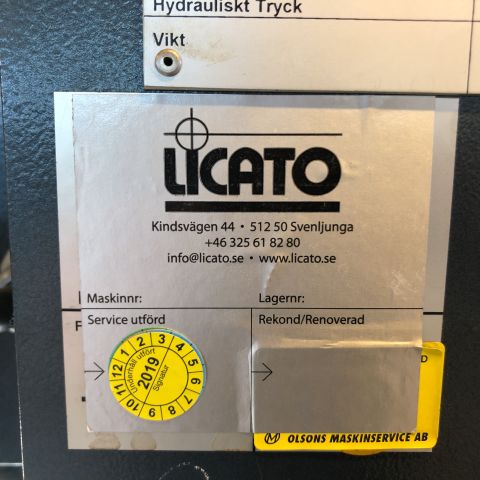 Hydrauliskt Tryck
Vikt
LICATO
Kindsvägen 44 • 512 50 Svenljunga
+46 325 61 82 80
info@licato.se • www.licato.se
Maskinnr:
Lagernr:
Service utförd
Rekond/Renoverad
1 2 3 4 5 6 7 8 9 10 11 12
Underhåll utfört
2019
Signatur
D
OLSONS MASKINSERVICE AB